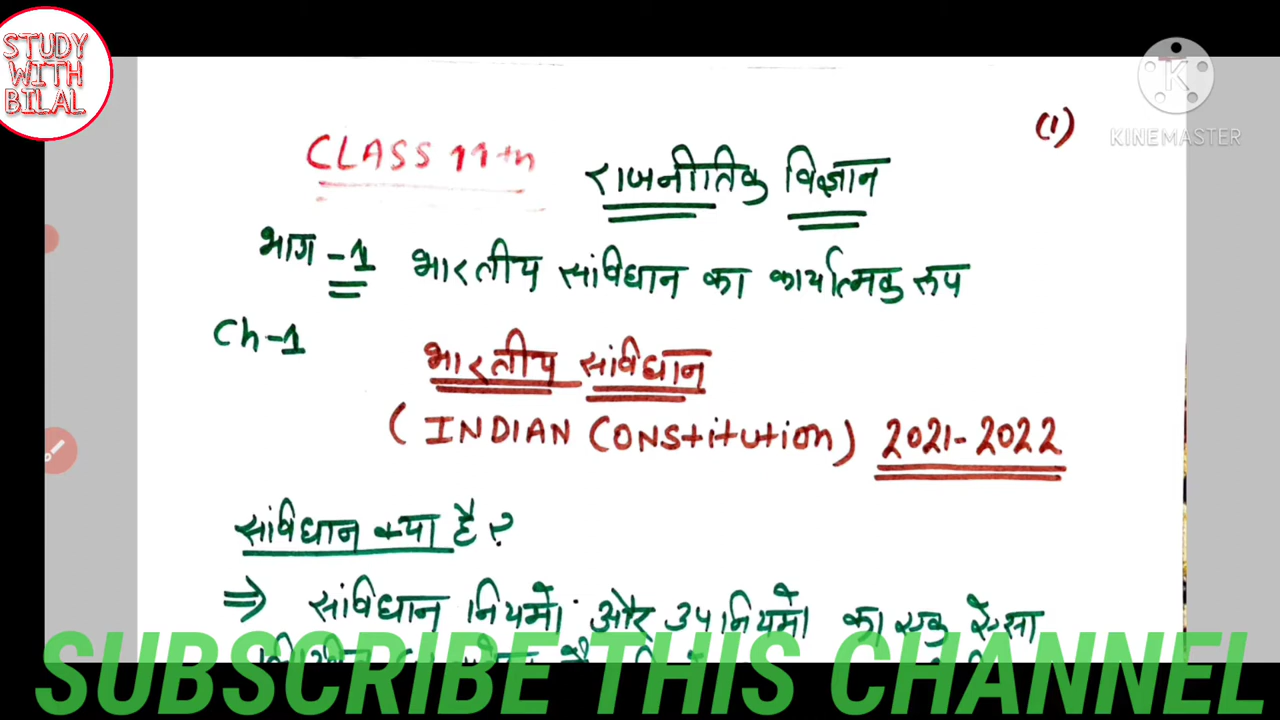 STUDY
WITH
BILAL
KINEMASTER
(1)
CLASS 11th राजनीतिक विज्ञान
भाग -1 भारतीय संविधान का कार्यात्मक रूप
Ch-1
भारतीय संविधान
(INDIAN Constitution) 2021-2022
संविधान क्या है?
⇒ संविधान नियमों और उपनियमों का एक ऐसा
SUBSCRIBE THIS CHANNEL